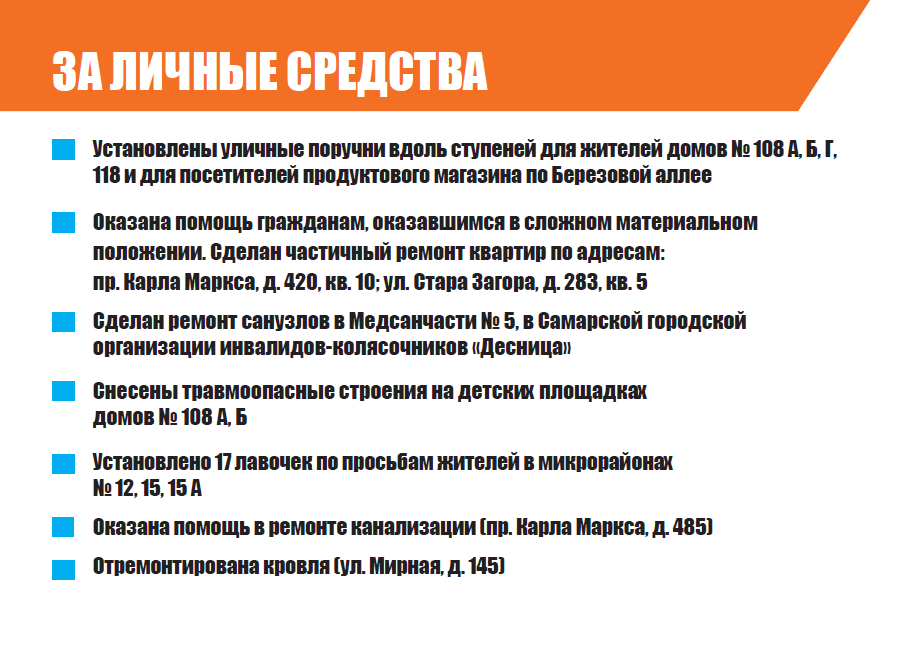 ЗА ЛИЧНЫЕ СРЕДСТВА
Установлены уличные поручни вдоль ступеней для жителей домов № 108 А, Б, Г,
118 и для посетителей продуктового магазина по Березовой аллее
Оказана помощь гражданам, оказавшимся в сложном материальном
положении. Сделан частичный ремонт квартир по адресам:
пр. Карла Маркса, д. 420, кв. 10; ул. Стара Загора, д. 283, кв. 5
Сделан ремонт санузлов в Медсанчасти № 5, в Самарской городской
организации инвалидов-колясочников «Десница»
Снесены травмоопасные строения на детских площадках
домов № 108 А, Б
Установлено 17 лавочек по просьбам жителей в микрорайонах
№ 12, 15, 15 А
Оказана помощь в ремонте канализации (пр. Карла Маркса, д. 485)
Отремонтирована кровля (ул. Мирная, д. 145)